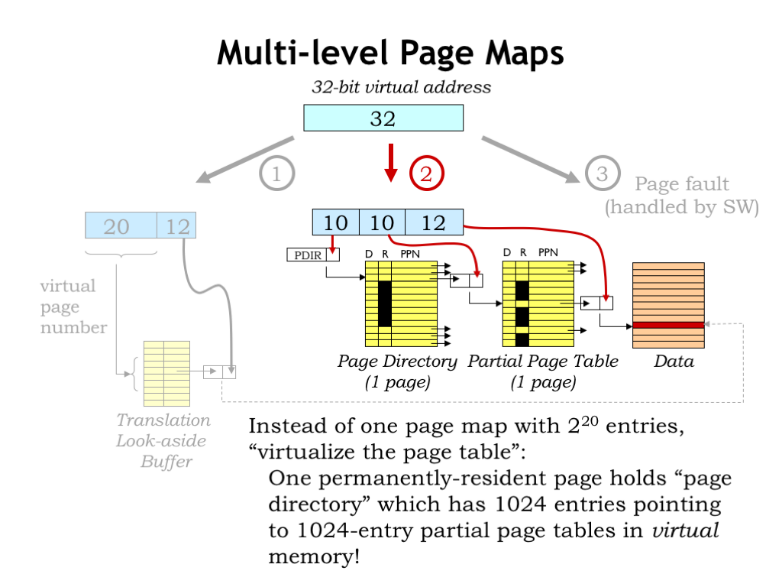 Multi-level Page Maps
32-bit virtual address
32
1
2
3
Page fault
(handled by SW)
20
12
10
10
12
PDIR
D R PPN
D R PPN
virtual
page
number
Page Directory
(1 page)
Partial Page Table
(1 page)
Data
Translation
Look-aside
Buffer
Instead of one page map with 2²⁰ entries,
“virtualize the page table”:
One permanently-resident page holds “page
directory” which has 1024 entries pointing
to 1024-entry partial page tables in virtual
memory!